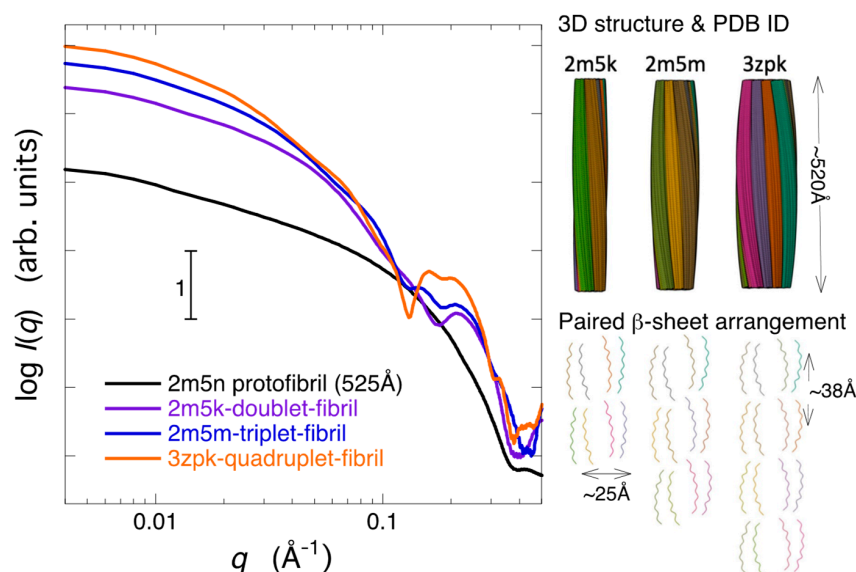 3D structure & PDB ID
2m5k 2m5m 3zpk
~520Å
log I(q) (arb. units)
1
2m5n protofibril (525Å)
2m5k-doublet-fibril
2m5m-triplet-fibril
3zpk-quadruplet-fibril
0.01 0.1
q (Å⁻¹)
Paired β-sheet arrangement
~38Å
~25Å